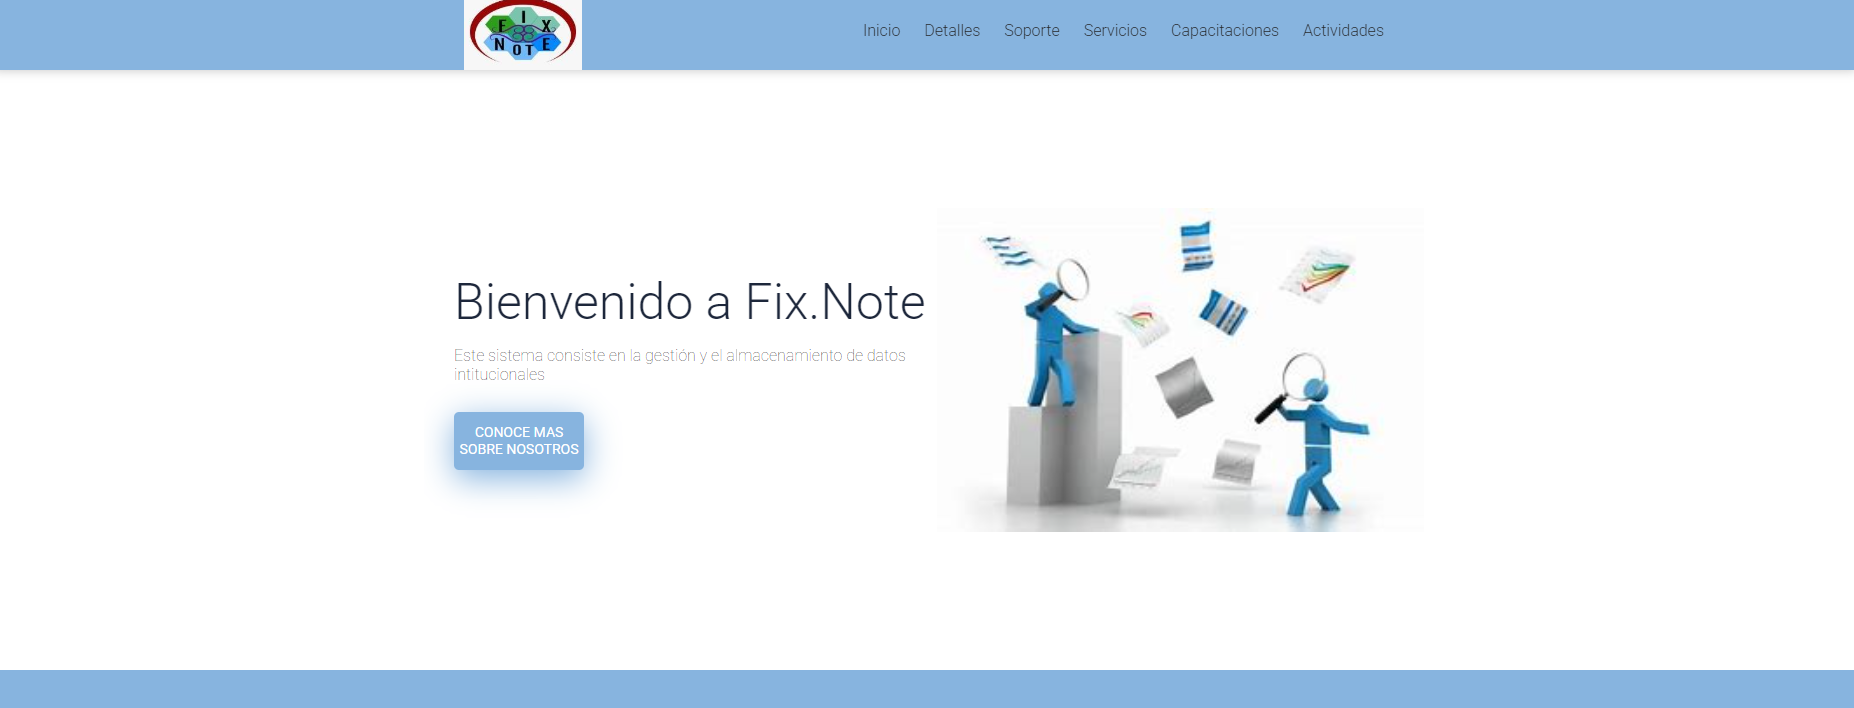 FIX
NOTE
Inicio Detalles Soporte Servicios Capacitaciones Actividades
Bienvenido a Fix.Note
Este sistema consiste en la gestión y el almacenamiento de datos
intitucionales
CONOCE MAS
SOBRE NOSOTROS